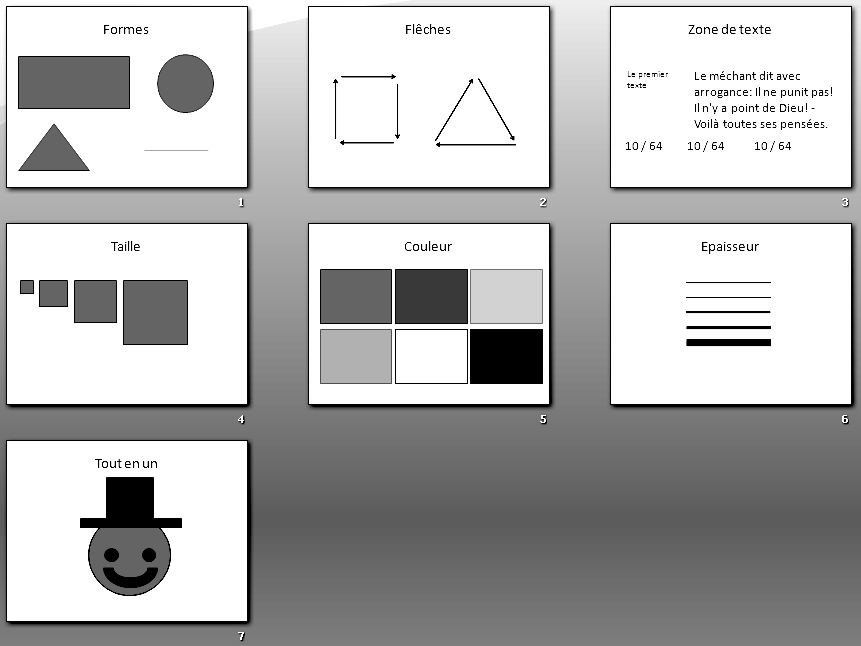 Formes
1
Flêches
2
Zone de texte
Le premier
texte
Le méchant dit avec
arrogance: Il ne punit pas!
Il n'y a point de Dieu! -
Voilà toutes ses pensées.
10 / 64 10 / 64 10 / 64
3
Taille
4
Couleur
5
Epaisseur
6
Tout en un
7